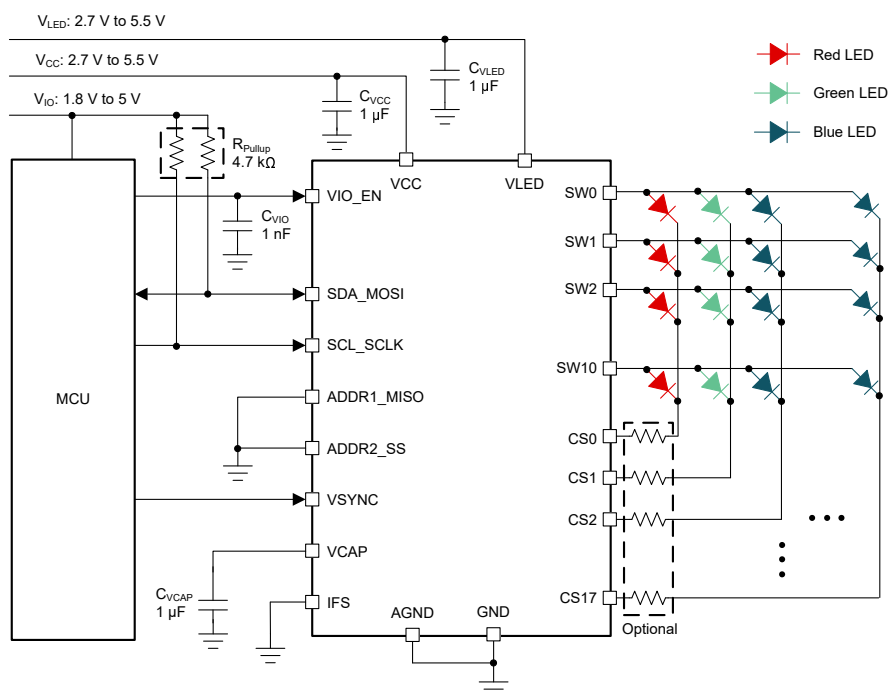 VLED: 2.7 V to 5.5 V
VCC: 2.7 V to 5.5 V
VIO: 1.8 V to 5 V
CVLED
1 µF
CVCC
1 µF
RPullup
4.7 kΩ
CVIO
1 nF
Red LED
Green LED
Blue LED
MCU
VCC
VLED
VIO_EN
SDA_MOSI
SCL_SCLK
ADDR1_MISO
ADDR2_SS
VSYNC
VCAP
IFS
CVCAP
1 µF
AGND
GND
SW0
SW1
SW2
SW10
CS0
CS1
CS2
CS17
Optional